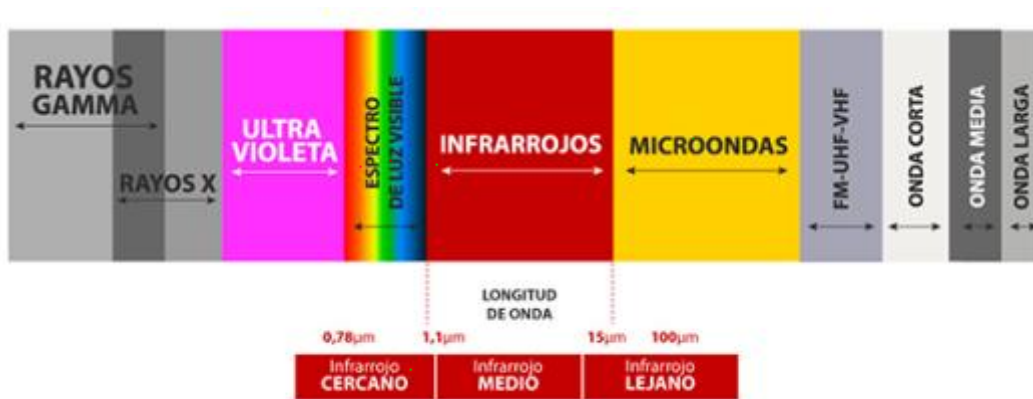 RAYOS
GAMMA
RAYOS X
ULTRA
VIOLETA
ESPECTRO
DE LUZ VISIBLE
INFRARROJOS
MICROONDAS
FM-UHF-VHF
ONDA CORTA
ONDA MEDIA
ONDA LARGA
LONGITUD
DE ONDA
0,78μm
1,1μm
15μm
100μm
Infrarrojo
CERCANO
Infrarrojo
MEDIO
Infrarrojo
LEJANO